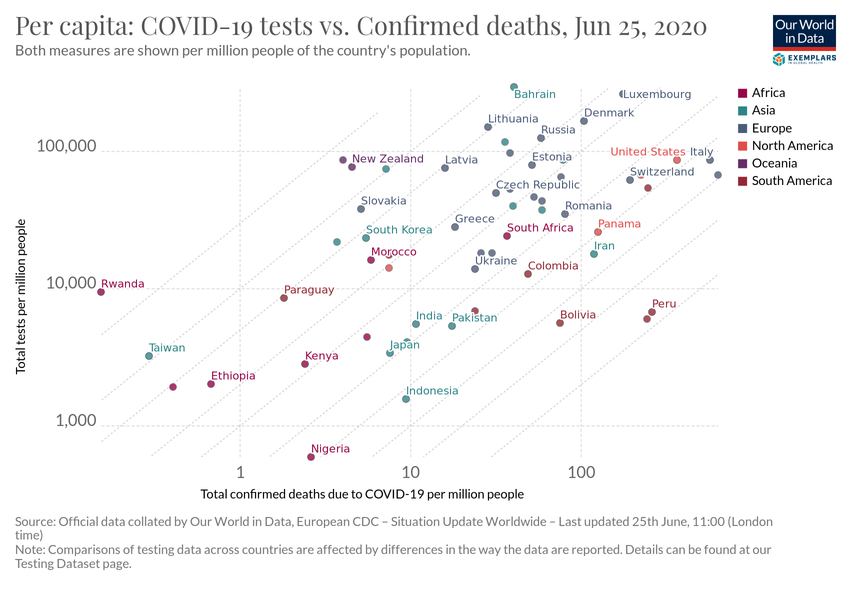 Per capita: COVID-19 tests vs. Confirmed deaths, Jun 25, 2020
Both measures are shown per million people of the country's population.
Our World
in Data
EXEMPLARS
IN GLOBAL HEALTH
Africa
Asia
Europe
North America
Oceania
South America
Total tests per million people
100,000
10,000
1,000
Bahrain
Luxembourg
Lithuania
Denmark
Russia
United States
Italy
New Zealand
Latvia
Estonia
Switzerland
Czech Republic
Slovakia
Romania
Greece
South Korea
South Africa
Panama
Morocco
Iran
Ukraine
Colombia
Rwanda
Paraguay
Peru
India
Pakistan
Bolivia
Taiwan
Japan
Kenya
Ethiopia
Indonesia
Nigeria
1
10
100
Total confirmed deaths due to COVID-19 per million people
Source: Official data collated by Our World in Data, European CDC – Situation Update Worldwide – Last updated 25th June, 11:00 (London
time)
Note: Comparisons of testing data across countries are affected by differences in the way the data are reported. Details can be found at our
Testing Dataset page.